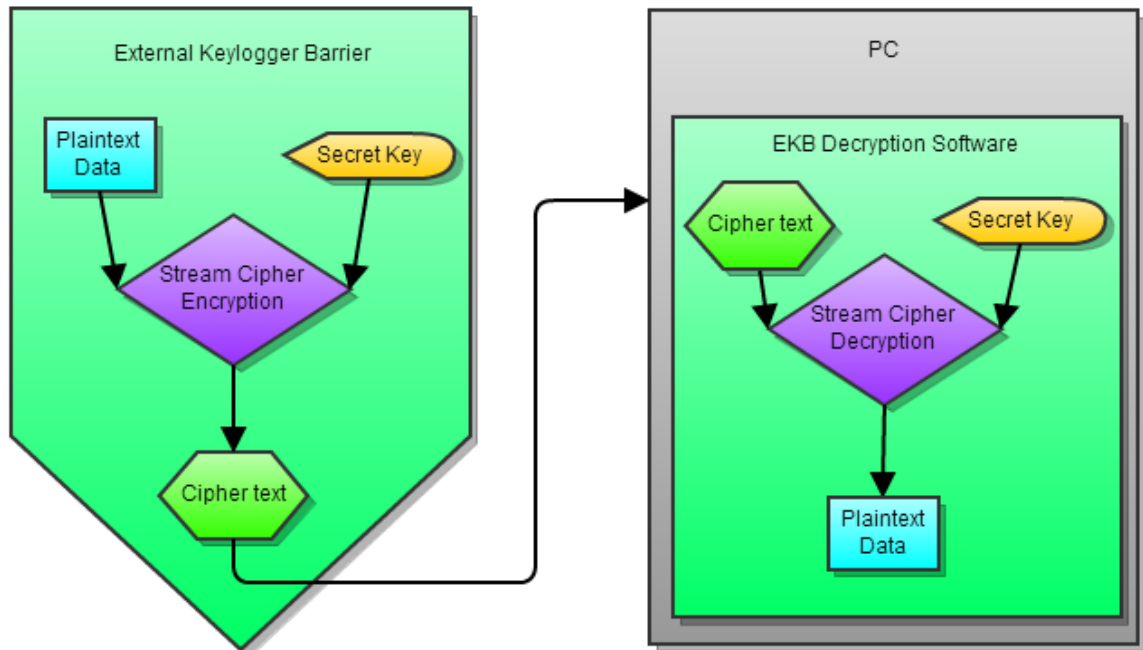 External Keylogger Barrier
Plaintext
Data
Secret Key
Stream Cipher
Encryption
Cipher text
PC
EKB Decryption Software
Cipher text
Secret Key
Stream Cipher
Decryption
Plaintext
Data